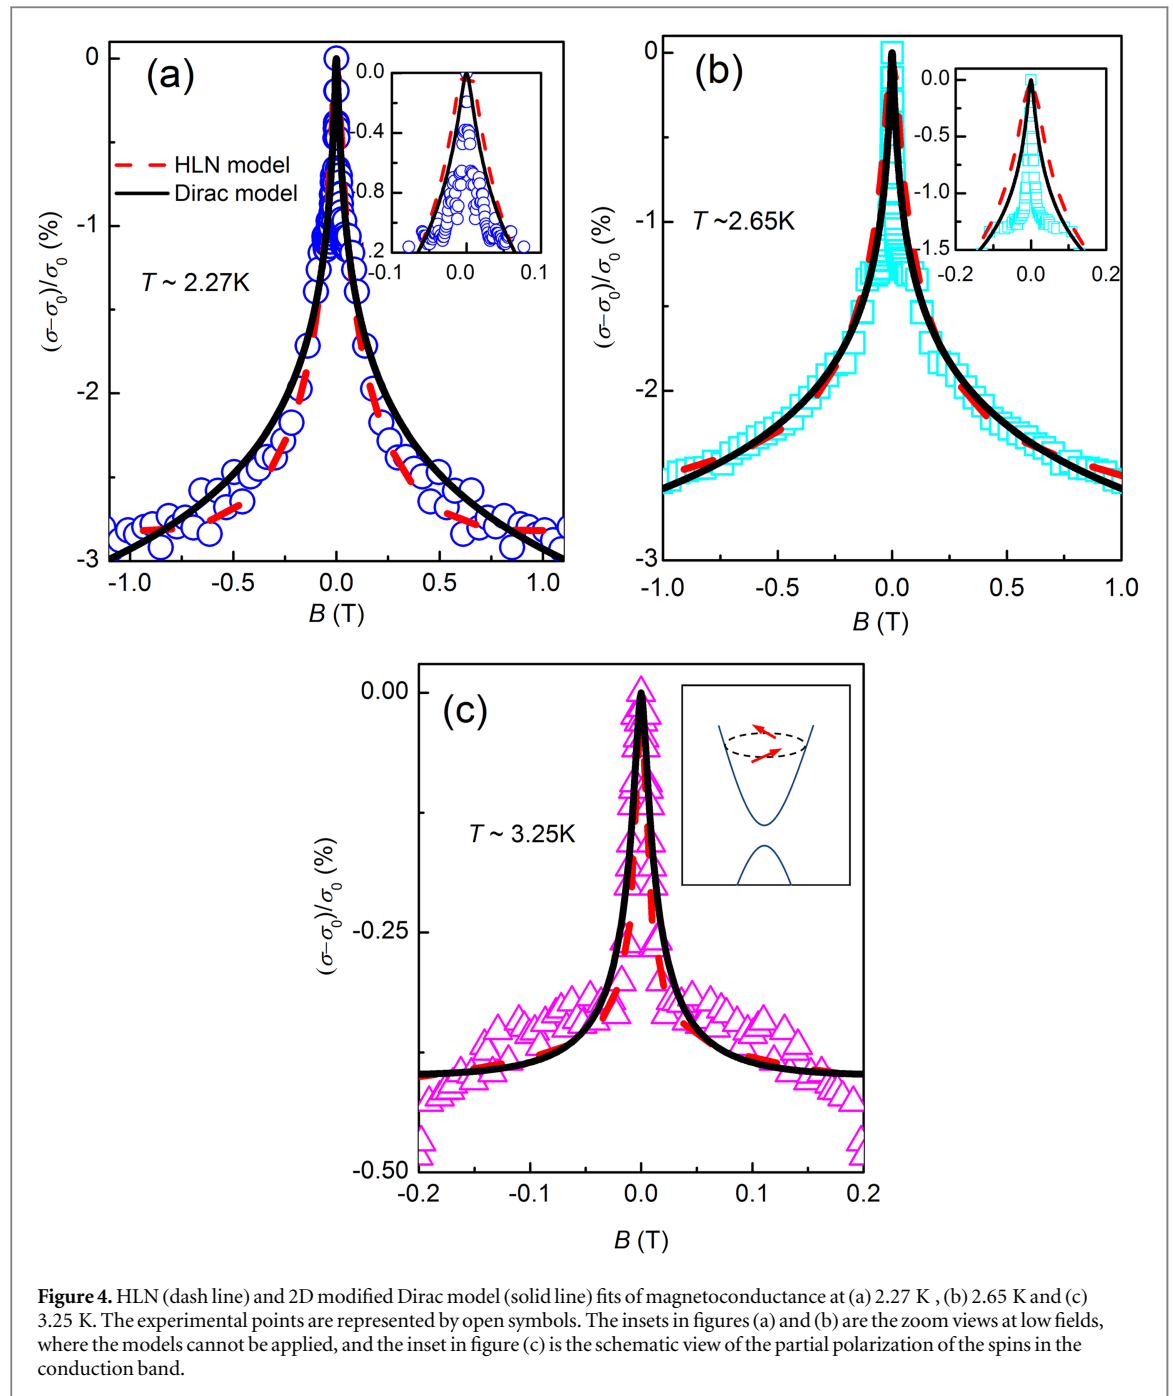 (a)
0
-1
-2
-3
(σ–σ0)/σ0 (%)
HLN model
Dirac model
T ~ 2.27K
-1.0 -0.5 0.0 0.5 1.0
B (T)
0.0
-0.4
0.8
.2
-0.1 0.0 0.1
(b)
0
-1
-2
-3
(σ–σ0)/σ0 (%)
T ~2.65K
-1.0 -0.5 0.0 0.5 1.0
B (T)
0.0
-0.5
-1.0
-1.5
-0.2 0.0 0.2
(c)
0.00
-0.25
-0.50
(σ–σ0)/σ0 (%)
T ~ 3.25K
-0.2 -0.1 0.0 0.1 0.2
B (T)
Figure 4. HLN (dash line) and 2D modified Dirac model (solid line) fits of magnetoconductance at (a) 2.27 K , (b) 2.65 K and (c)
3.25 K. The experimental points are represented by open symbols. The insets in figures (a) and (b) are the zoom views at low fields,
where the models cannot be applied, and the inset in figure (c) is the schematic view of the partial polarization of the spins in the
conduction band.